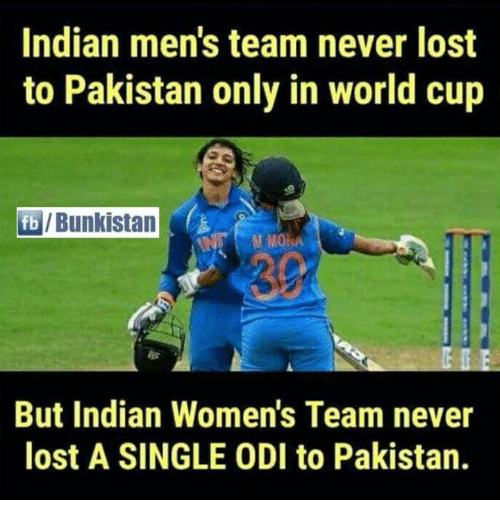 Indian men's team never lost
to Pakistan only in world cup
fb/Bunkistan
M MONA
30
But Indian Women's Team never
lost A SINGLE ODI to Pakistan.